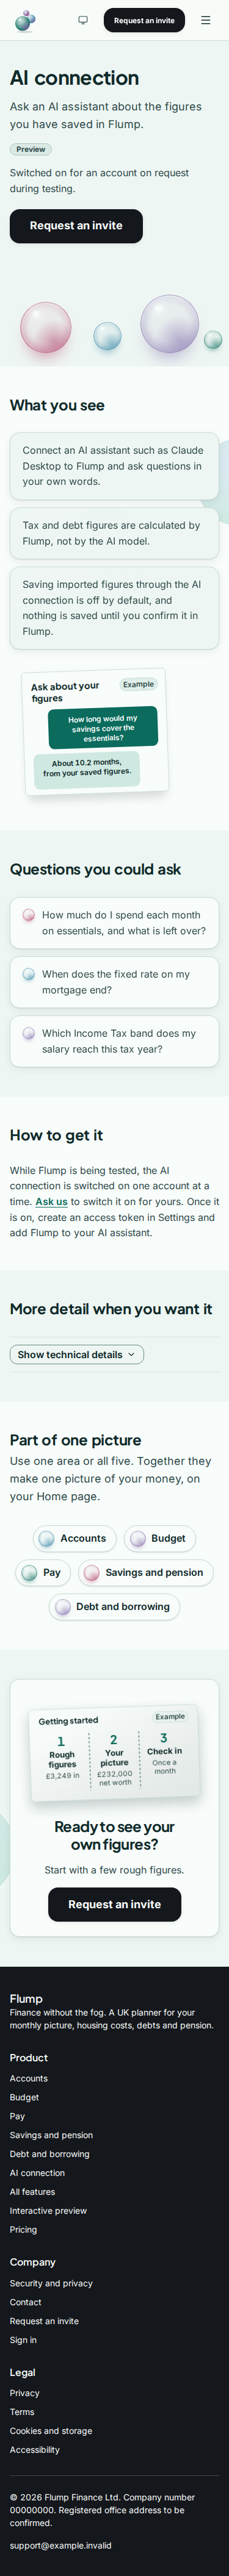 Request an invite
AI connection
Ask an AI assistant about the figures
you have saved in Flump.
Preview
Switched on for an account on request
during testing.
Request an invite
What you see
Connect an AI assistant such as Claude
Desktop to Flump and ask questions in
your own words.
Tax and debt figures are calculated by
Flump, not by the AI model.
Saving imported figures through the AI
connection is off by default, and
nothing is saved until you confirm it in
Flump.
Ask about your
figures
Example
How long would my
savings cover the
essentials?
About 10.2 months,
from your saved figures.
Questions you could ask
How much do I spend each month
on essentials, and what is left over?
When does the fixed rate on my
mortgage end?
Which Income Tax band does my
salary reach this tax year?
How to get it
While Flump is being tested, the AI
connection is switched on one account at a
time. Ask us to switch it on for yours. Once it
is on, create an access token in Settings and
add Flump to your AI assistant.
More detail when you want it
Show technical details
Part of one picture
Use one area or all five. Together they
make one picture of your money, on
your Home page.
Accounts
Budget
Pay
Savings and pension
Debt and borrowing
Getting started
Example
1
Rough
figures
£3,249 in
2
Your
picture
£232,000
net worth
3
Check in
Once a
month
Ready to see your
own figures?
Start with a few rough figures.
Request an invite
Flump
Finance without the fog. A UK planner for your
monthly picture, housing costs, debts and pension.
Product
Accounts
Budget
Pay
Savings and pension
Debt and borrowing
AI connection
All features
Interactive preview
Pricing
Company
Security and privacy
Contact
Request an invite
Sign in
Legal
Privacy
Terms
Cookies and storage
Accessibility
© 2026 Flump Finance Ltd. Company number
00000000. Registered office address to be
confirmed.
support@example.invalid